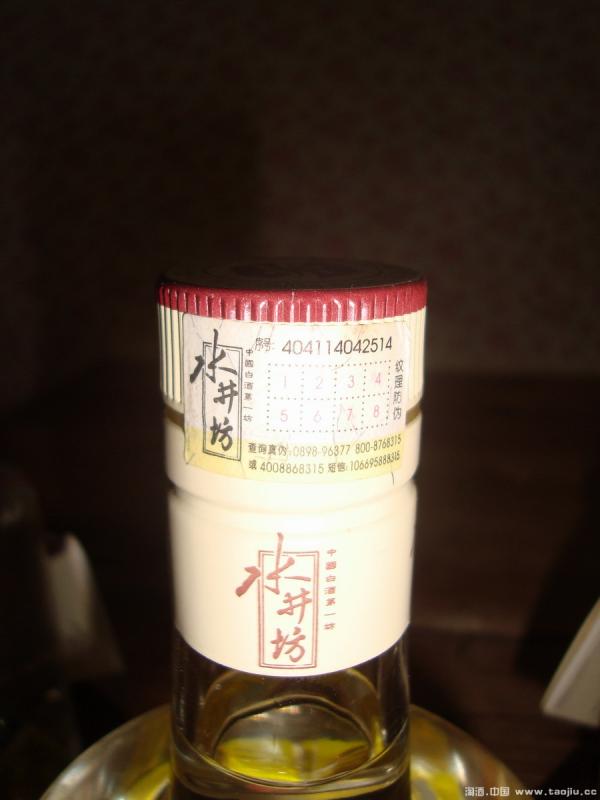 序号: 404114042514
水井坊
中國白酒第一坊
1 2 3 4
5 6 7 8
纹理防伪
查询真伪:0898-96377 800-8768315
或 4008868315 短信:106695888315
水井坊
中國白酒第一坊
淘酒.中国 www.taojiu.cc